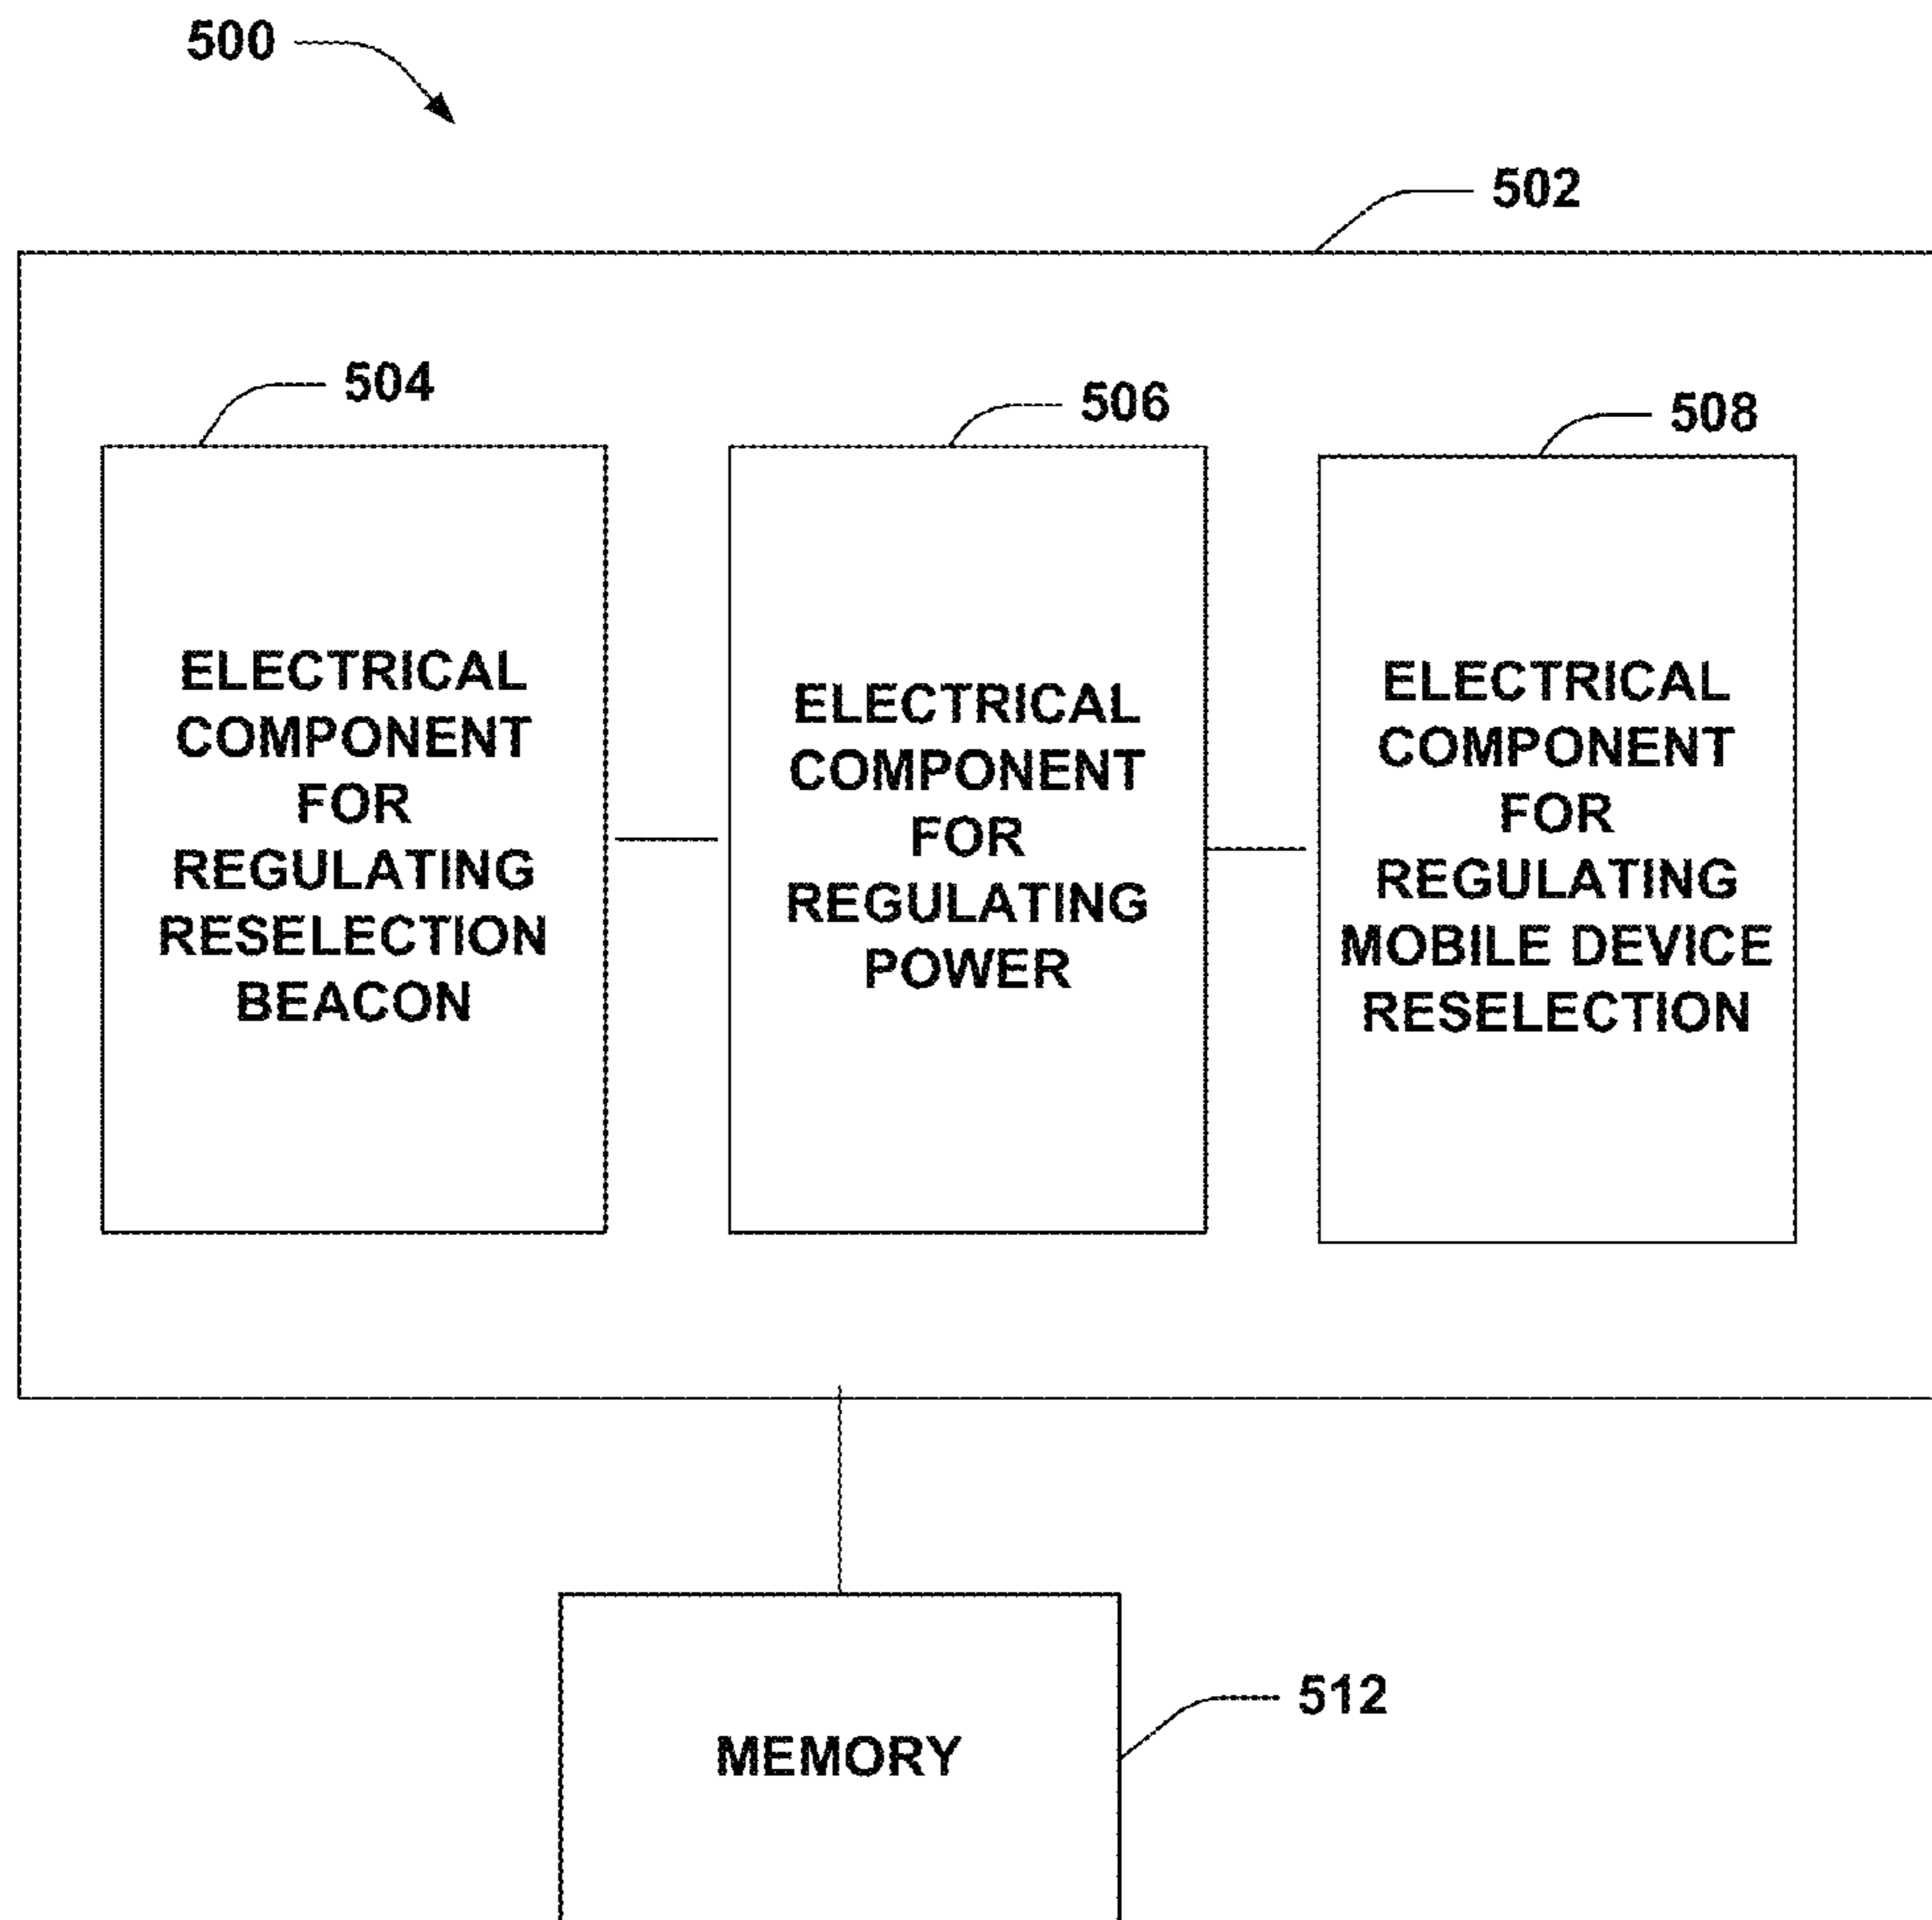 500
502
504
506
508
ELECTRICAL
COMPONENT
FOR
REGULATING
RESELECTION
BEACON
ELECTRICAL
COMPONENT
FOR
REGULATING
POWER
ELECTRICAL
COMPONENT
FOR
REGULATING
MOBILE DEVICE
RESELECTION
512
MEMORY